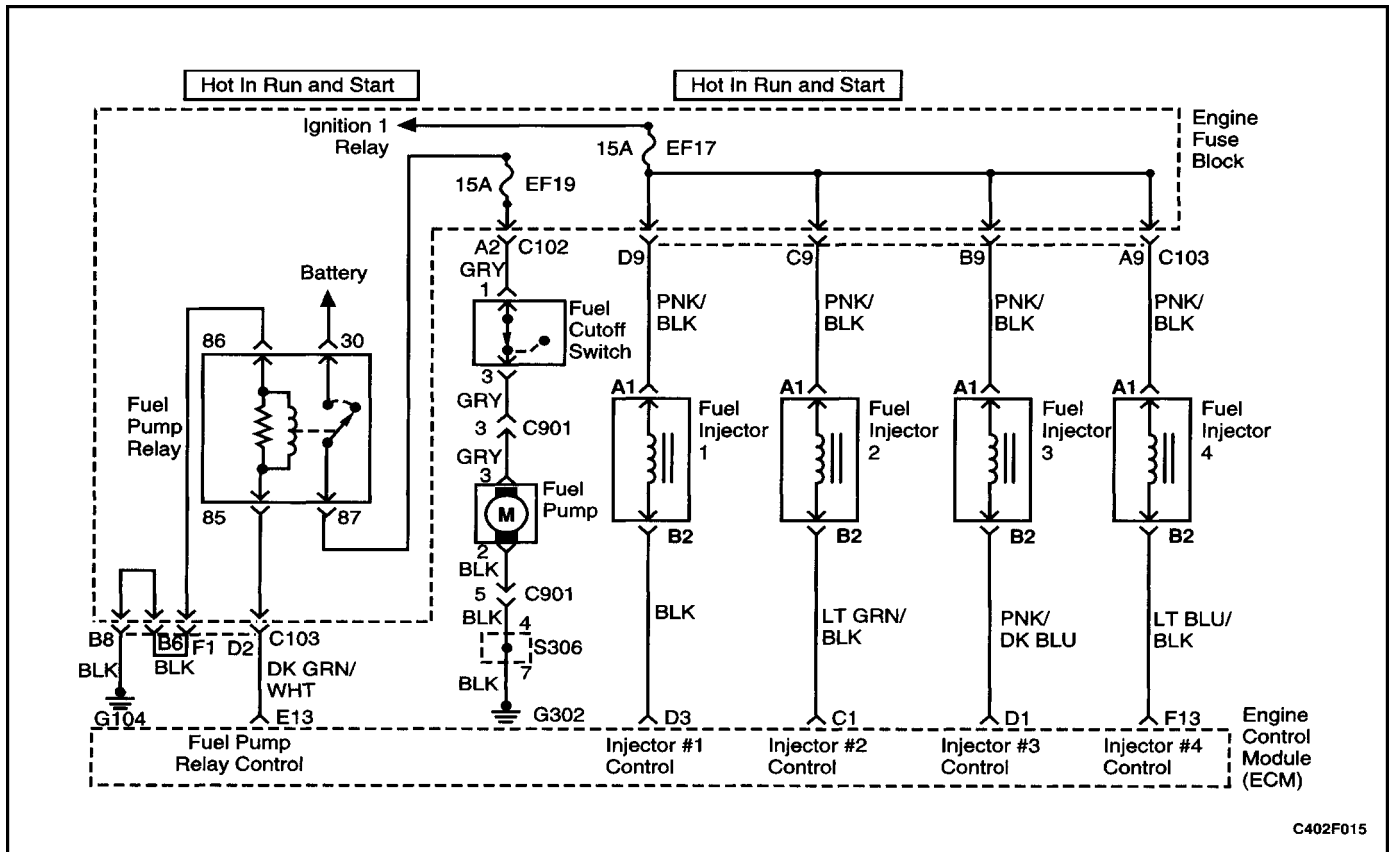 Hot In Run and Start
Hot In Run and Start
Ignition 1
Relay
15A
EF17
Engine
Fuse
Block
15A
EF19
A2
C102
D9
C9
B9
A9
C103
GRY
1
Battery
Fuel
Cutoff
Switch
PNK/
BLK
PNK/
BLK
PNK/
BLK
PNK/
BLK
86
30
3
GRY
A1
A1
A1
A1
Fuel
Pump
Relay
3
C901
GRY
3
Fuel
Injector
1
Fuel
Injector
2
Fuel
Injector
3
Fuel
Injector
4
Fuel
Pump
M
85
87
2
BLK
B2
B2
B2
B2
5
C901
BLK
4
S306
7
BLK
BLK
LT GRN/
BLK
PNK/
DK BLU
LT BLU/
BLK
B8
B6
F1
D2
C103
BLK
BLK
DK GRN/
WHT
G104
E13
G302
D3
C1
D1
F13
Fuel Pump
Relay Control
Injector #1
Control
Injector #2
Control
Injector #3
Control
Injector #4
Control
Engine
Control
Module
(ECM)
C402F015